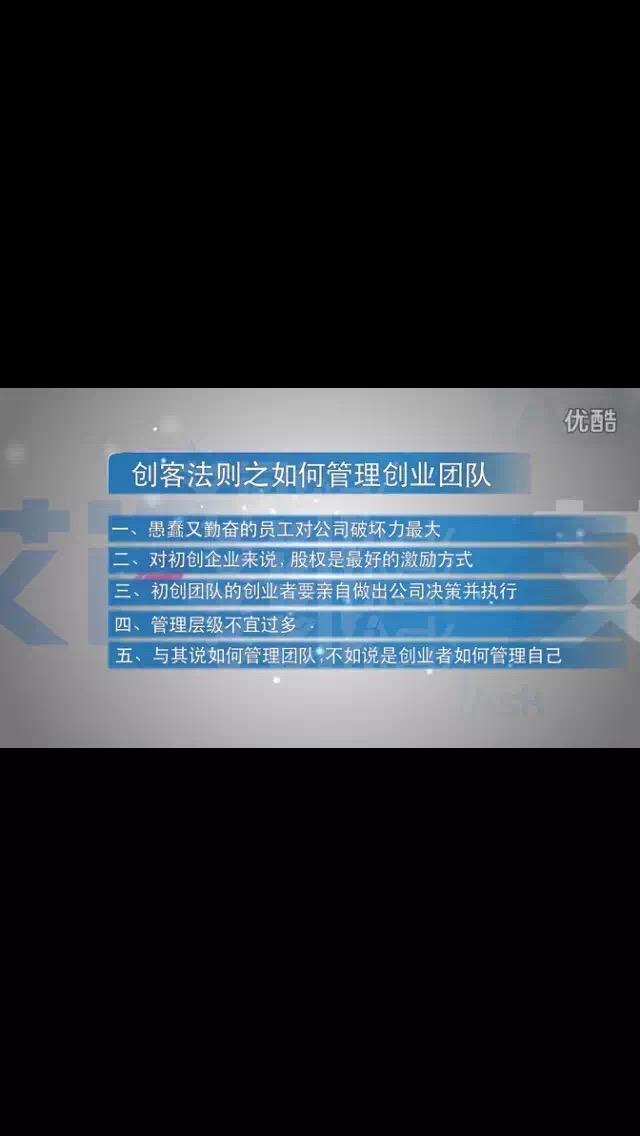 优酷
创客法则之如何管理创业团队
一、愚蠢又勤奋的员工对公司破坏力最大
二、对初创企业来说,股权是最好的激励方式
三、初创团队的创业者要亲自做出公司决策并执行
四、管理层级不宜过多
五、与其说如何管理团队,不如说是创业者如何管理自己